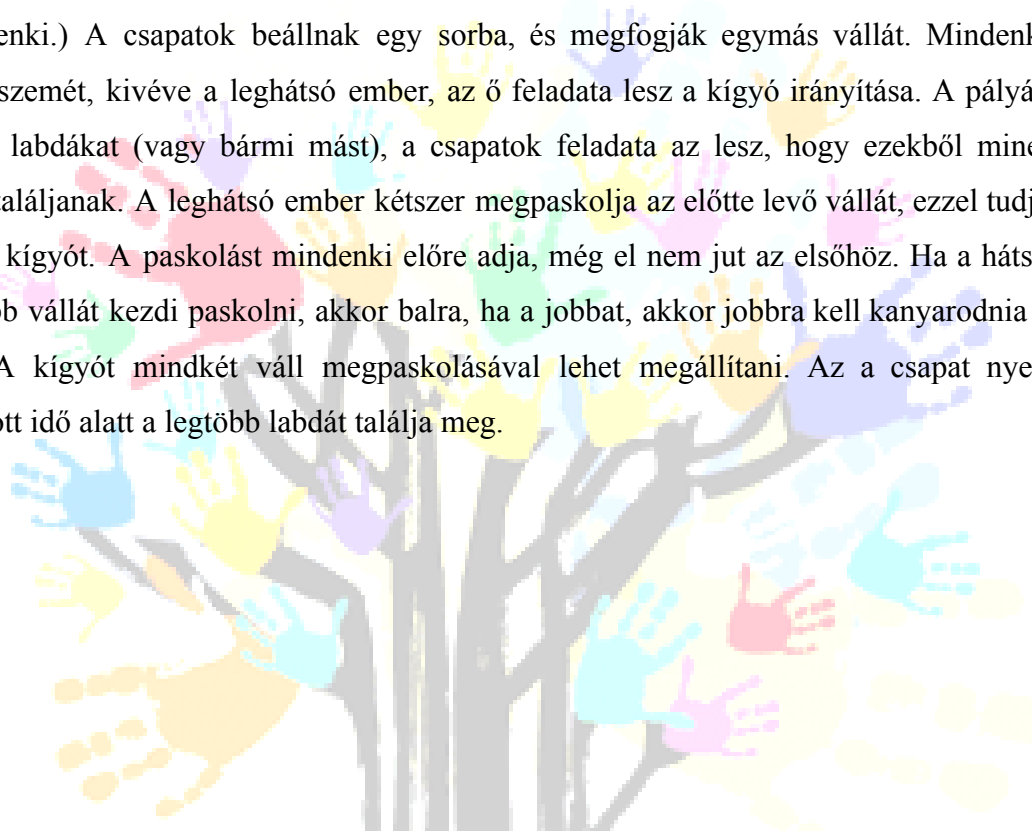 enki.) A csapatok beállnak egy sorba, és megfogják egymás vállát. Mindenk
szemét, kivéve a leghátsó ember, az ő feladata lesz a kígyó irányítása. A pályá
labdákat (vagy bármi mást), a csapatok feladata az lesz, hogy ezekből mine
találjanak. A leghátsó ember kétszer megpaskolja az előtte levő vállát, ezzel tudj
kígyót. A paskolást mindenki előre adja, még el nem jut az elsőhöz. Ha a háts
bb vállát kezdi paskolni, akkor balra, ha a jobbat, akkor jobbra kell kanyarodnia
A kígyót mindkét váll megpaskolásával lehet megállítani. Az a csapat nye
ott idő alatt a legtöbb labdát találja meg.